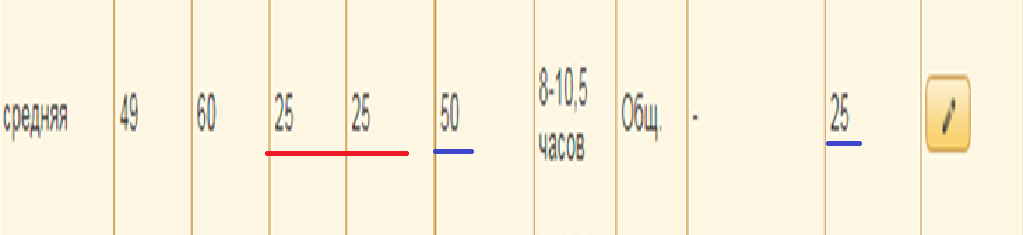 средняя 49 60 25 25 50 8-10,5 Общ. - 25
часов